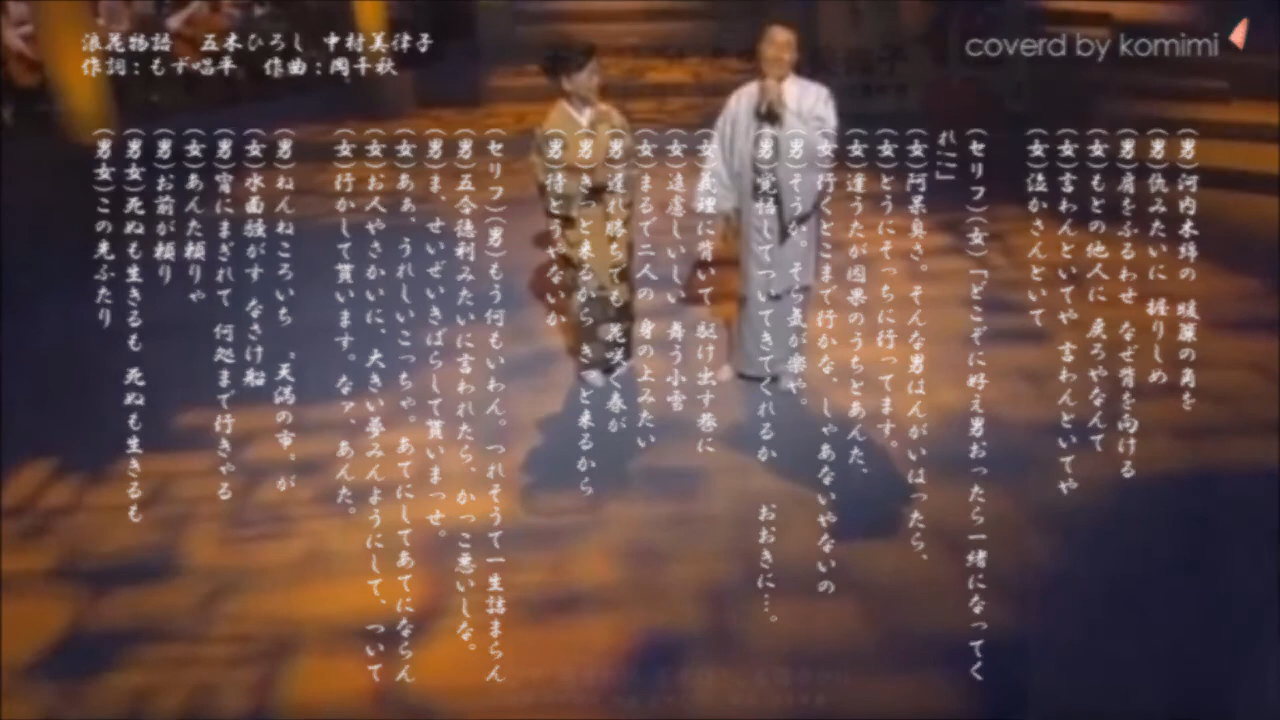 浪花物語　五木ひろし 中村美律子
作詞：もず唱平　作曲：岡千秋
coverd by komimi
（男）河内木綿の　暖簾の角を
（男）仇みたいに　握りしめ
（男）肩をふるわせ　なぜ背を向ける
（女）もとの他人に　戻ろやなんて
（女）言わんといてや　言わんといてや
（女）泣かさんといて
（セリフ）（女）「どこぞに好え男おったら一緒になってく
れ」…」
（女）阿呆臭さ。そんな男はんがいはったら、
（女）とうにそっちに行ってます。
（女）逢うたが因果のうちとあんた、
（女）行くとこまで行かな、しゃあないやないの
（男）そうか。そら気が楽や。
（男）覚悟してついてきてくれるか　おおきに…。
（女）義理に背いて　駆け出す巷に
（女）遠慮しいしい　舞う小雪
（女）まるで二人の　身の上みたい
（男）遅れ勝ちでも　花咲く春が
（男）きっと来るから　きっと来るから
（男）待とうやないか
（セリフ）（男）もう何もいわん。つれそうて一生詰まらん
（男）五合徳利みたいに言われたら、かっこ悪いしな。
（男）ま、せいぜいきばらして貰いまっせ。
（女）あぁ、うれしいこっちゃ。あてにしてあてにならん
（女）お人やさかいに、大きい夢みんようにして、ついて
（女）行かして貰います。なァ、あんた。
（男）ねんねころいち　〝天満の市〟が
（女）水面騒がす　なさけ船
（男）宵にまぎれて　何処まで行きやる
（女）あんた頼りゃ
（男）お前が頼り
（男女）死ぬも生きるも　死ぬも生きるも
（男女）この先ふたり